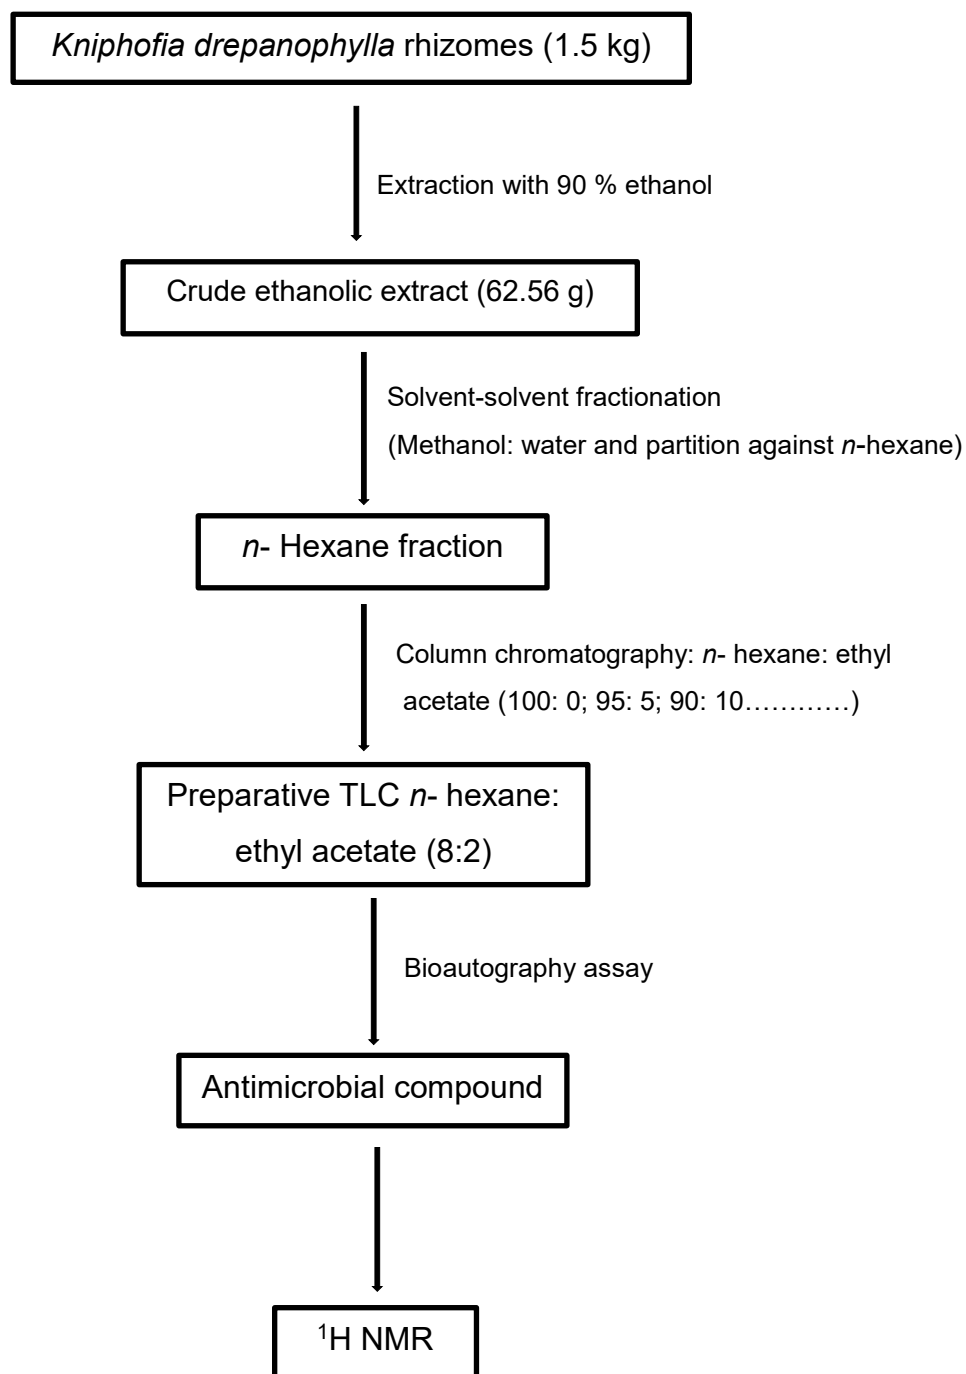 Kniphofia drepanophylla rhizomes (1.5 kg)
Extraction with 90 % ethanol
Crude ethanolic extract (62.56 g)
Solvent-solvent fractionation
(Methanol: water and partition against n-hexane)
n- Hexane fraction
Column chromatography: n- hexane: ethyl
acetate (100: 0; 95: 5; 90: 10…………)
Preparative TLC n- hexane:
ethyl acetate (8:2)
Bioautography assay
Antimicrobial compound
¹H NMR